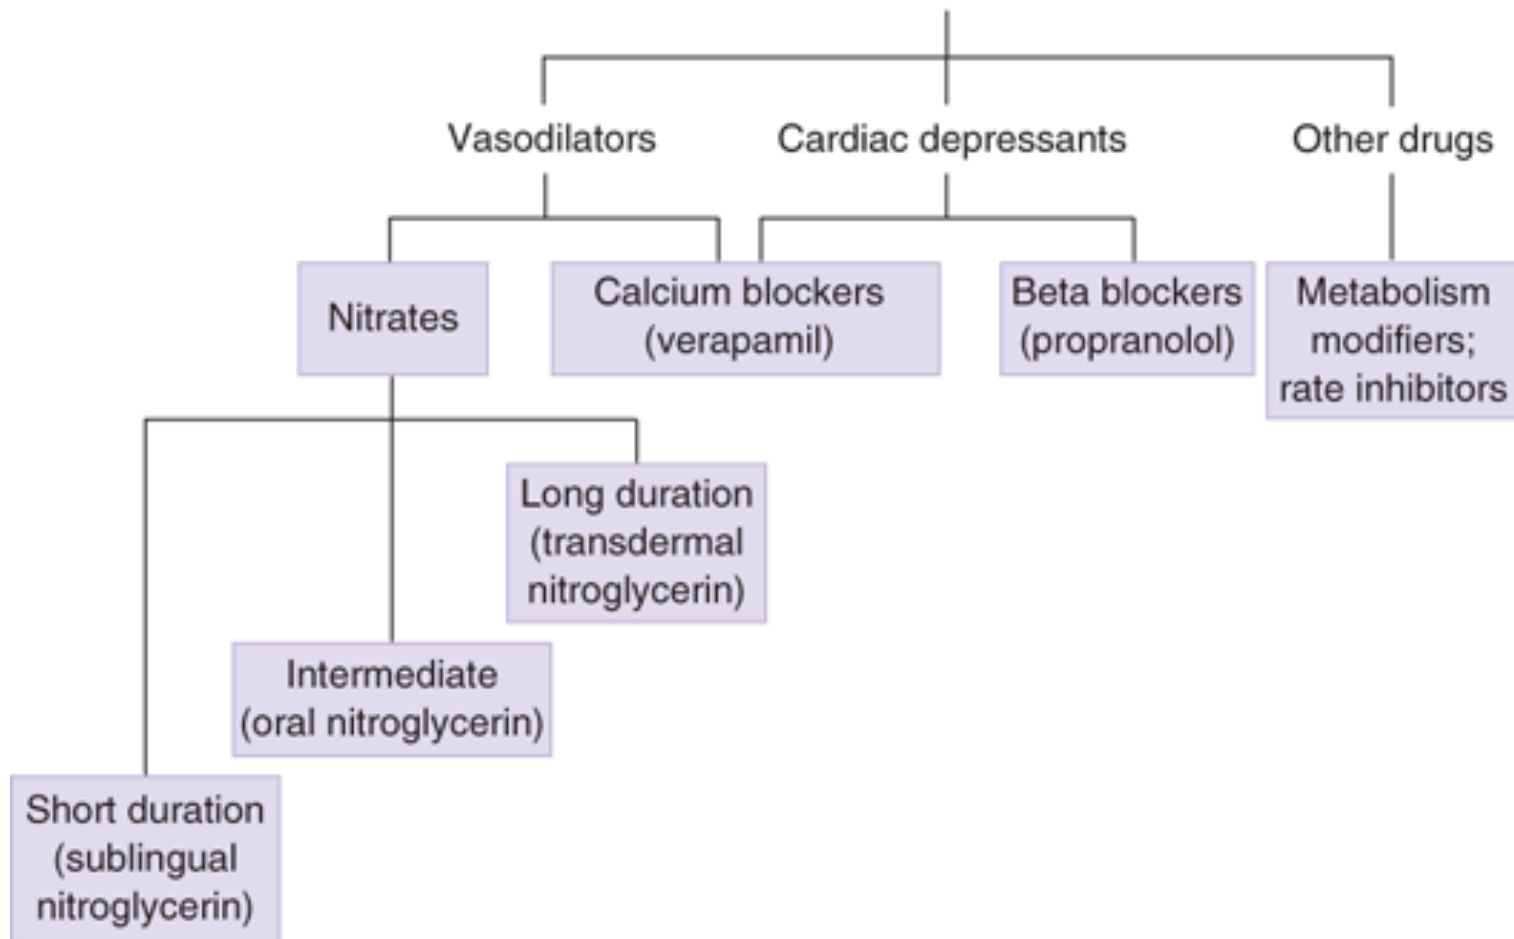 Vasodilators
Cardiac depressants
Other drugs
Nitrates
Calcium blockers
(verapamil)
Beta blockers
(propranolol)
Metabolism
modifiers;
rate inhibitors
Long duration
(transdermal
nitroglycerin)
Intermediate
(oral nitroglycerin)
Short duration
(sublingual
nitroglycerin)